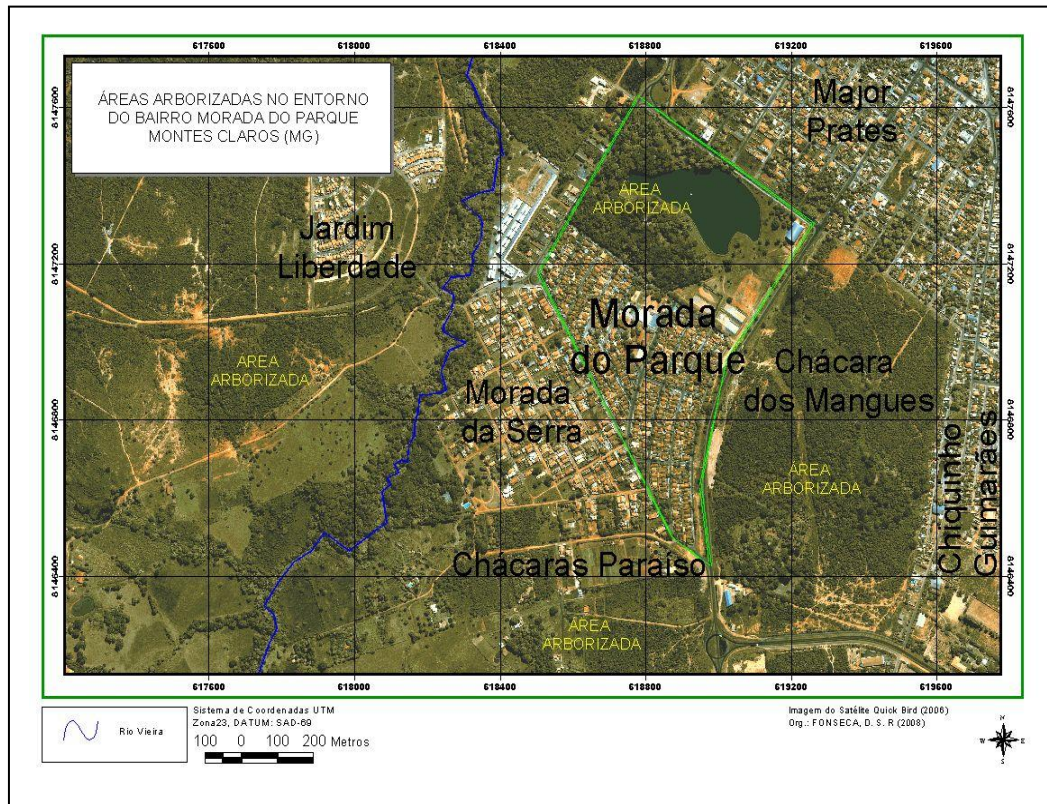 617600 618000 618400 618800 619200 619600
ÁREAS ARBORIZADAS NO ENTORNO
DO BAIRRO MORADA DO PARQUE
MONTES CLAROS (MG)
Major
Prates
8147600
8147600
ÁREA
ARBORIZADA
Jardim
Liberdade
8147200
8147200
Morada
do Parque
ÁREA
ARBORIZADA
Chácara
dos Mangues
Morada
da Serra
8146800
8146800
ÁREA
ARBORIZADA
Chiquinho
Guimarães
Chácaras Paraíso
8146400
8146400
ÁREA
ARBORIZADA
617600 618000 618400 618800 619200 619600
Rio Vieira
Sistema de Coordenadas UTM
Zona23, DATUM: SAD-69
100 0 100 200 Metros
Imagem do Satélite Quick Bird (2006)
Org.: FONSECA, D. S. R (2008)
N
W E
S